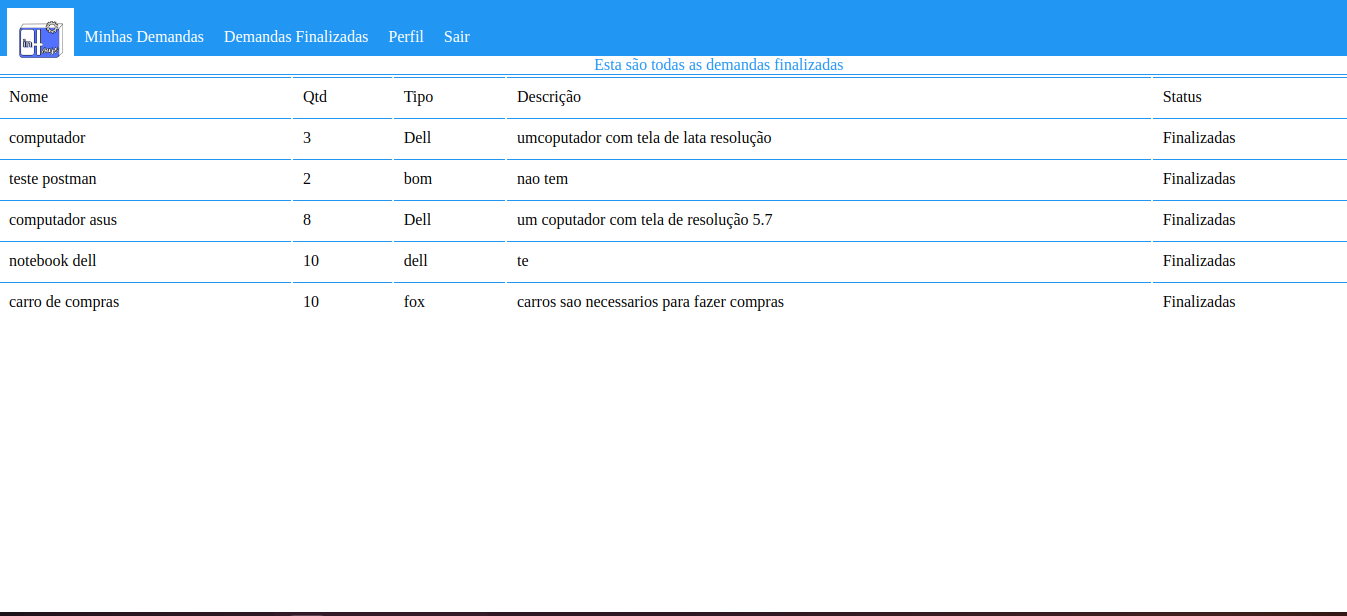 in
Minhas Demandas Demandas Finalizadas Perfil Sair
Esta são todas as demandas finalizadas
Nome Qtd Tipo Descrição Status
computador 3 Dell umcoputador com tela de lata resolução Finalizadas
teste postman 2 bom nao tem Finalizadas
computador asus 8 Dell um coputador com tela de resolução 5.7 Finalizadas
notebook dell 10 dell te Finalizadas
carro de compras 10 fox carros sao necessarios para fazer compras Finalizadas